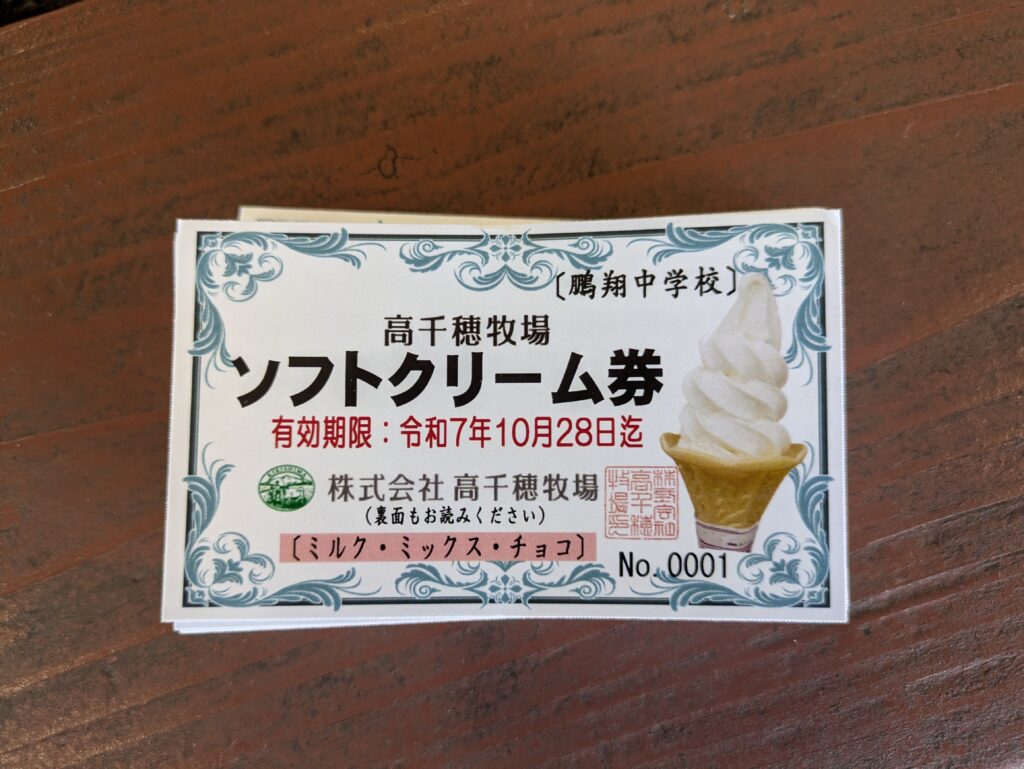 〔鵬翔中学校〕
高千穂牧場
ソフトクリーム券
有効期限：令和7年10月28日迄
株式会社 高千穂牧場
(裏面もお読みください)
〔ミルク・ミックス・チョコ〕
No. 0001